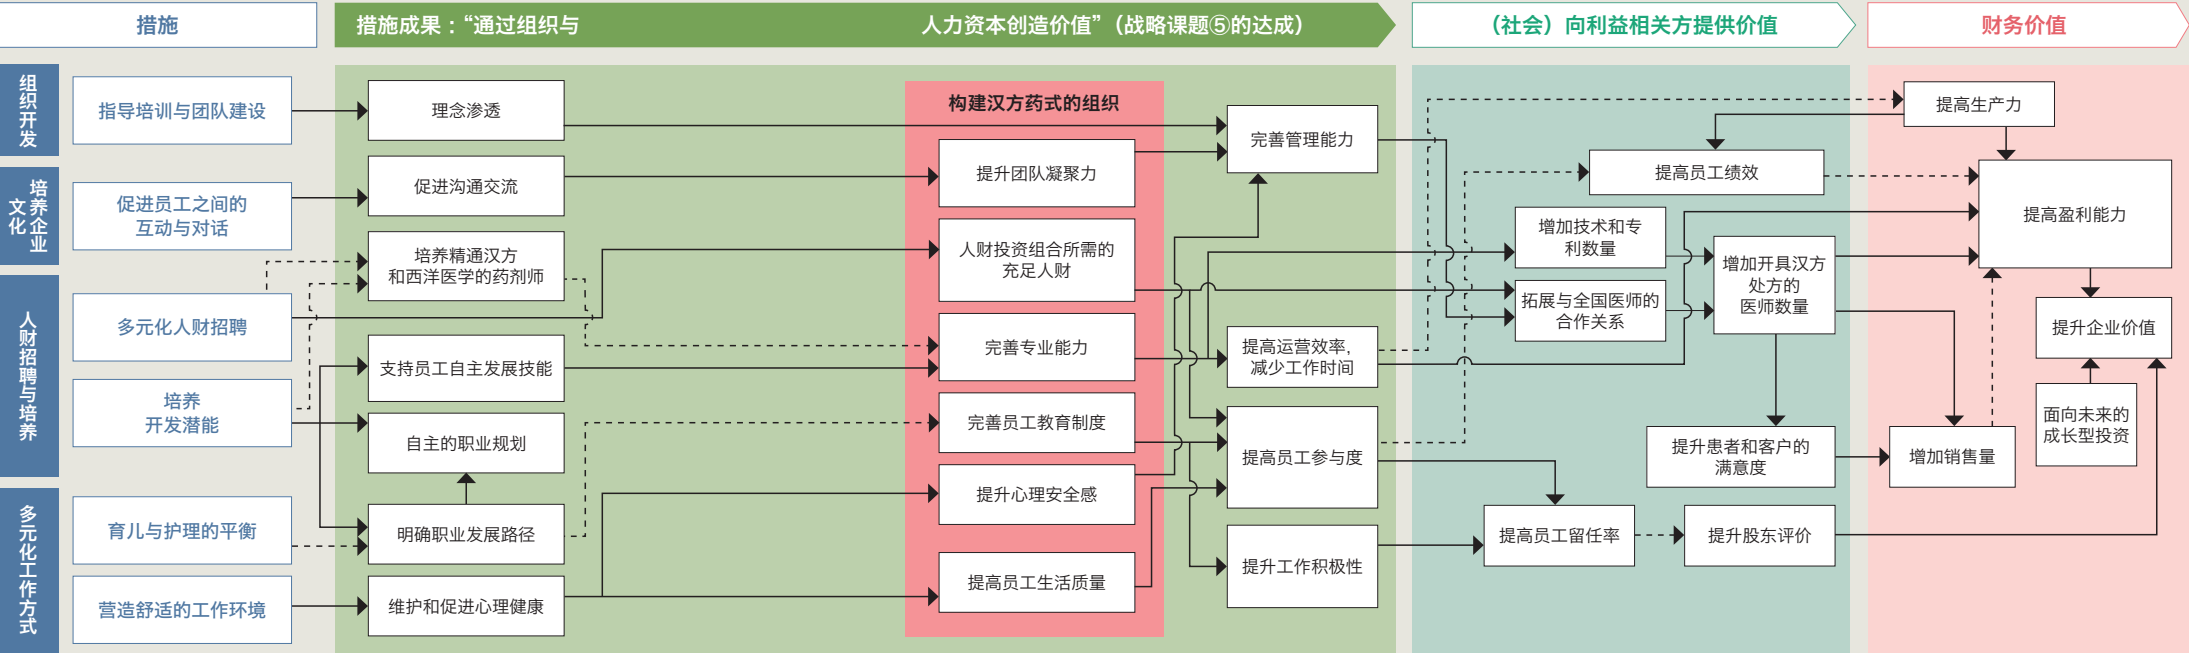 措施
措施成果：“通过组织与 人力资本创造价值”（战略课题⑤的达成）
（社会）向利益相关方提供价值
财务价值
组织开发
指导培训与团队建设
培养企业
文化
促进员工之间的
互动与对话
人财招聘与培养
多元化人财招聘
培养
开发潜能
多元化工作方式
育儿与护理的平衡
营造舒适的工作环境
理念渗透
促进沟通交流
培养精通汉方
和西洋医学的药剂师
支持员工自主发展技能
自主的职业规划
明确职业发展路径
维护和促进心理健康
构建汉方药式的组织
提升团队凝聚力
人财投资组合所需的
充足人财
完善专业能力
完善员工教育制度
提升心理安全感
提高员工生活质量
完善管理能力
提高运营效率，
减少工作时间
提高员工参与度
提升工作积极性
提高员工绩效
增加技术和专
利数量
拓展与全国医师的
合作关系
增加开具汉方
处方的
医师数量
提升患者和客户的
满意度
提高员工留任率
提升股东评价
提高生产力
提高盈利能力
提升企业价值
面向未来的
成长型投资
增加销售量